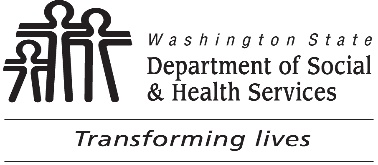 Washington State
Department of Social
& Health Services
Transforming lives